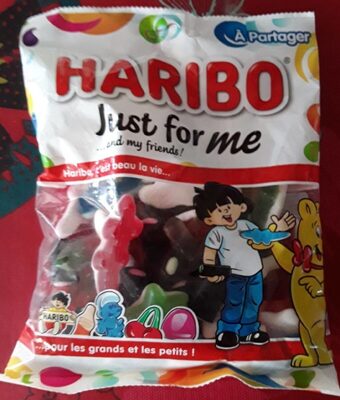 À Partager
HARIBO
Just for me
...and my friends!
Haribo, c'est beau la vie...
HARIBO
...pour les grands et les petits !